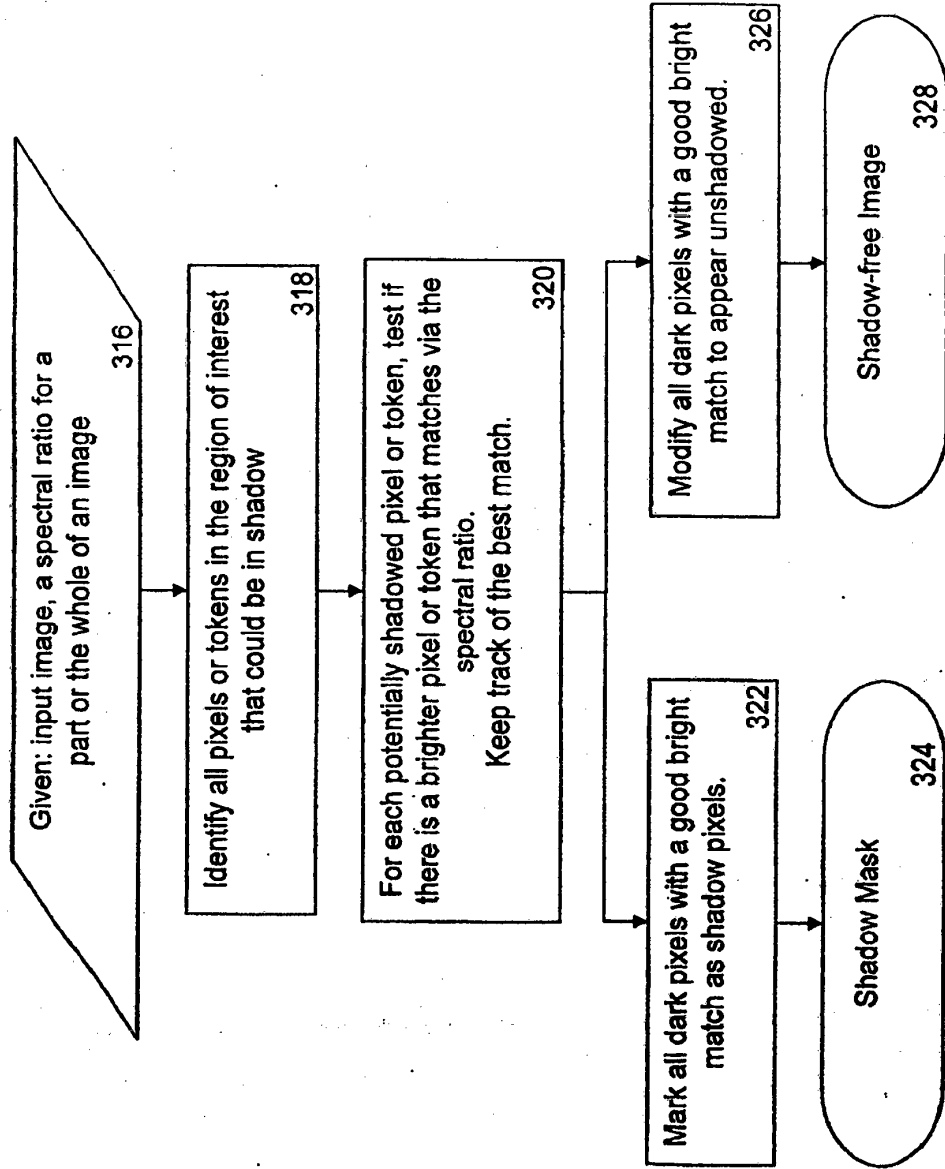 Given: input image, a spectral ratio for a
part or the whole of an image
316
Identify all pixels or tokens in the region of interest
that could be in shadow
318
For each potentially shadowed pixel or token, test if
there is a brighter pixel or token that matches via the
spectral ratio.
Keep track of the best match.
320
Mark all dark pixels with a good bright
match as shadow pixels.
322
Shadow Mask
324
Modify all dark pixels with a good bright
match to appear unshadowed.
326
Shadow-free Image
328